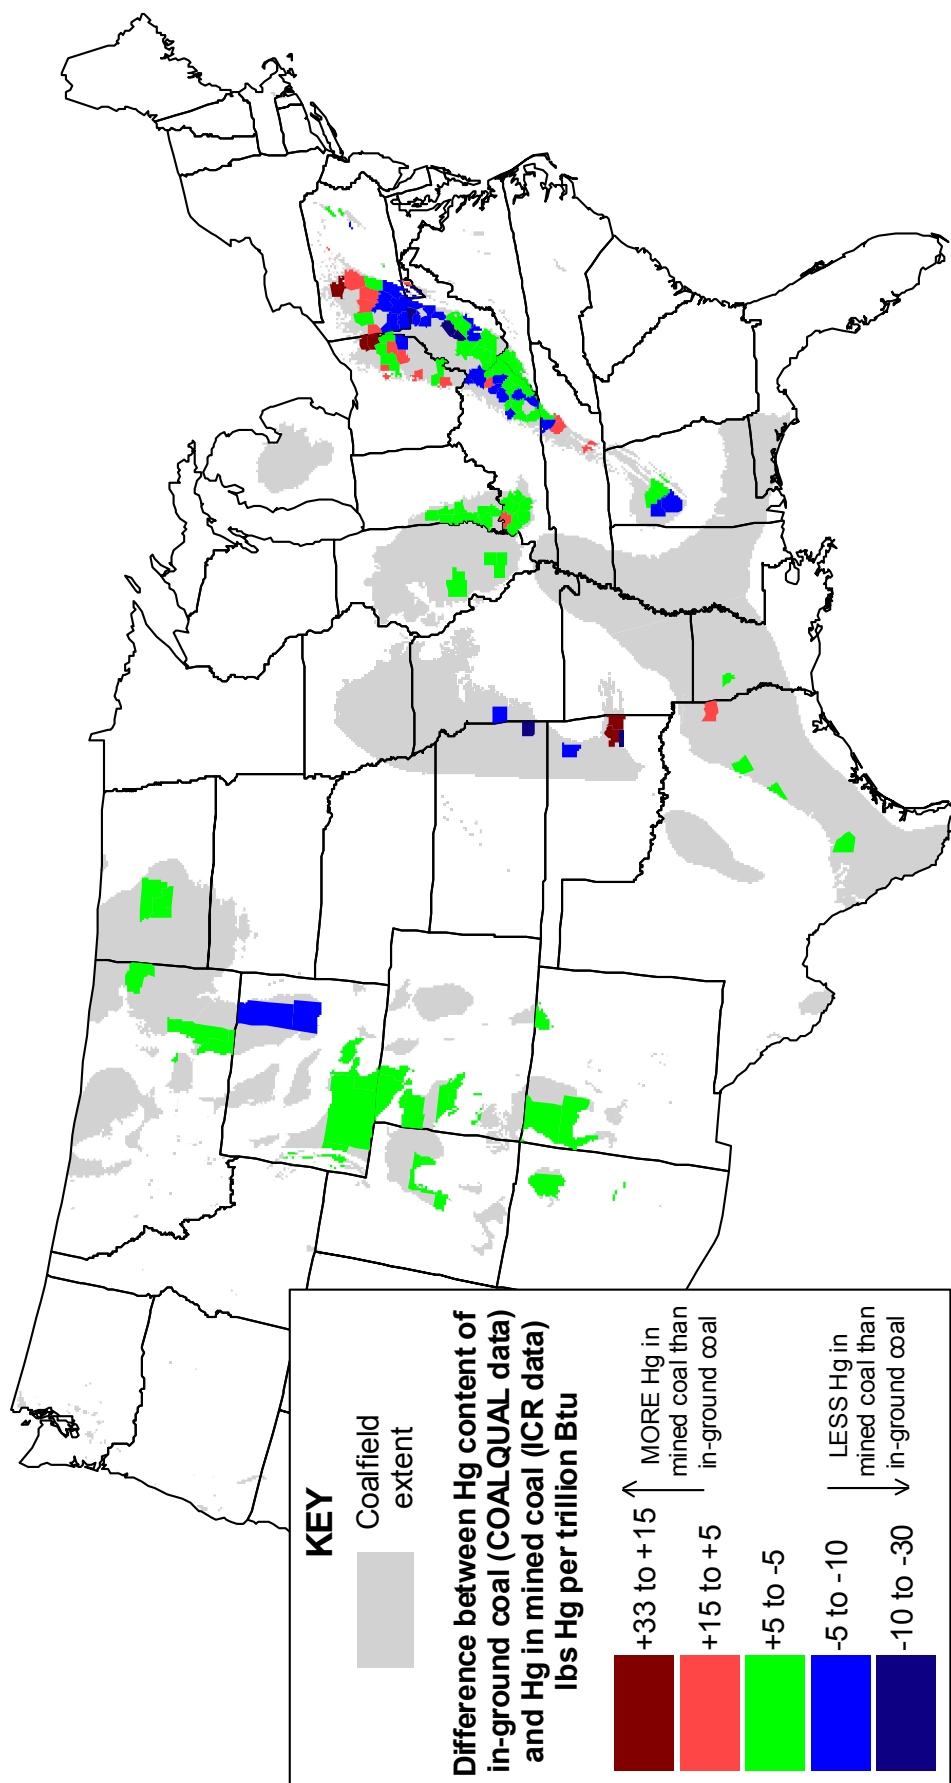 KEY
Coalfield
extent
Difference between Hg content of
in-ground coal (COALQUAL data)
and Hg in mined coal (ICR data)
lbs Hg per trillion Btu
+33 to +15
+15 to +5
+5 to -5
-5 to -10
-10 to -30
MORE Hg in
mined coal than
in-ground coal
LESS Hg in
mined coal than
in-ground coal